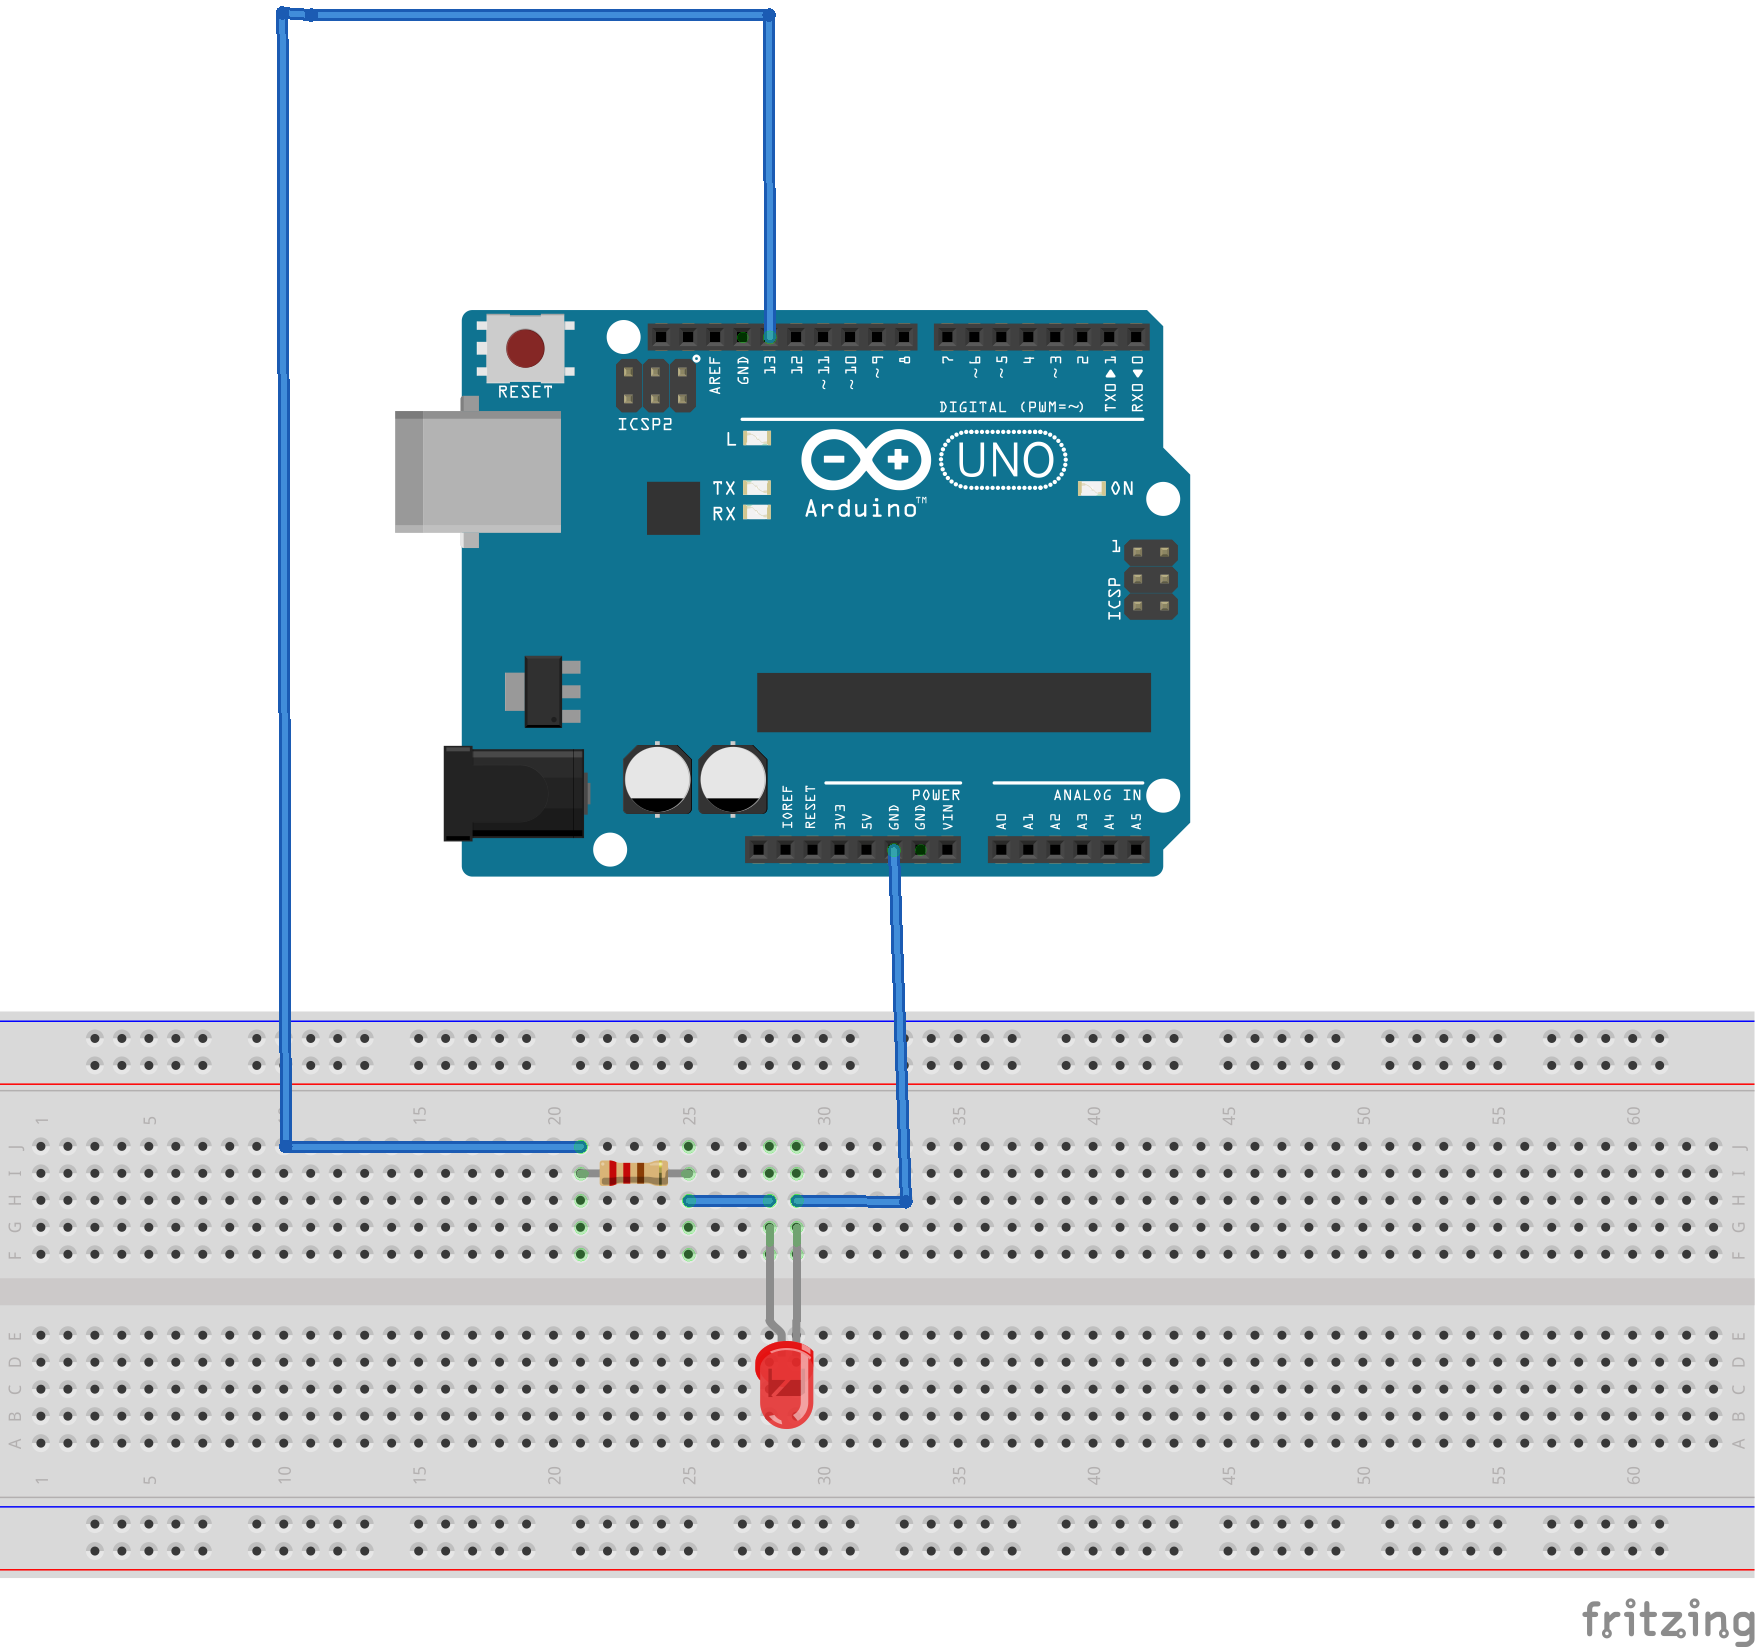 RESET
ICSP2
AREF
GND
13
12
~11
~10
~9
8
7
~6
~5
4
~3
2
TX0▶1
RX0◀0
DIGITAL (PWM=~)
L
TX
RX
UNO
ON
Arduino™
1
ICSP
IOREF
RESET
3V3
5V
GND
GND
VIN
POWER
A0
A1
A2
A3
A4
A5
ANALOG IN
1 5 10 15 20 25 30 35 40 45 50 55 60
J J
I I
H H
G G
F F
E E
D D
C C
B B
A A
1 5 10 15 20 25 30 35 40 45 50 55 60
fritzing